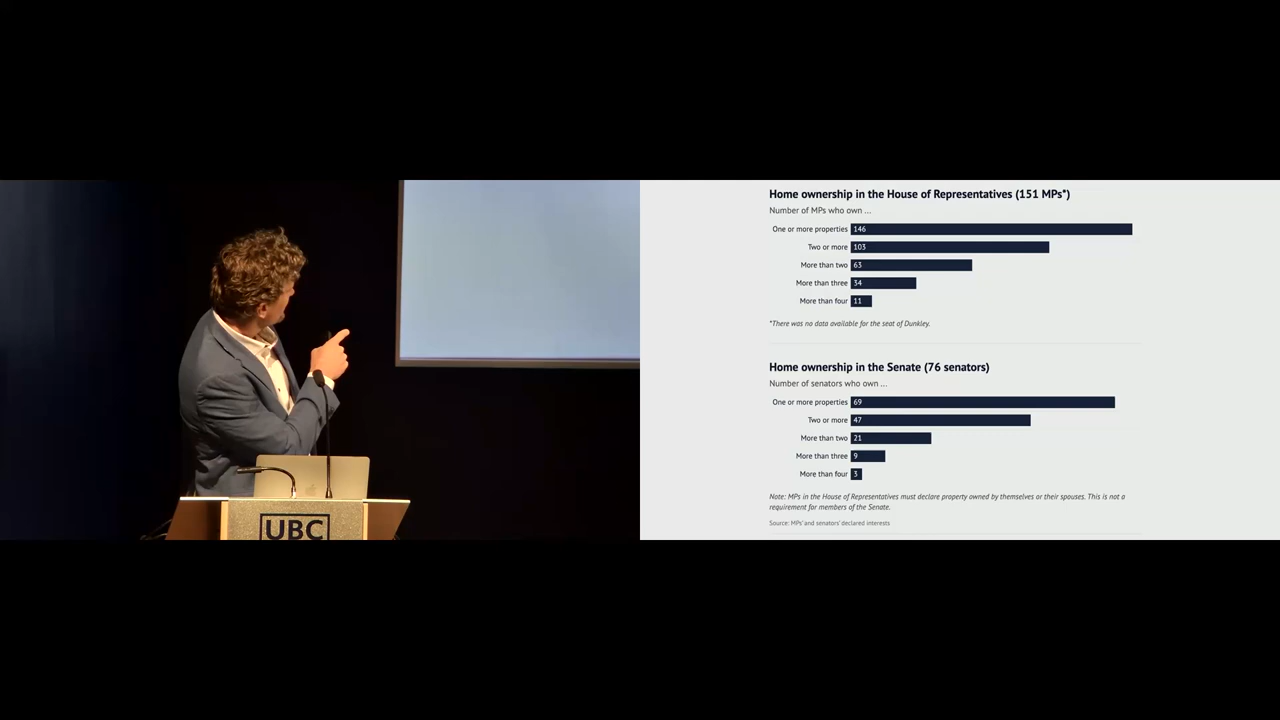 Home ownership in the House of Representatives (151 MPs*)
Number of MPs who own ...
One or more properties 146
Two or more 103
More than two 63
More than three 34
More than four 11
*There was no data available for the seat of Dunkley.
Home ownership in the Senate (76 senators)
Number of senators who own ...
One or more properties 69
Two or more 47
More than two 21
More than three 9
More than four 3
Note: MPs in the House of Representatives must declare property owned by themselves or their spouses. This is not a
requirement for members of the Senate.
Source: MPs' and senators' declared interests
UBC